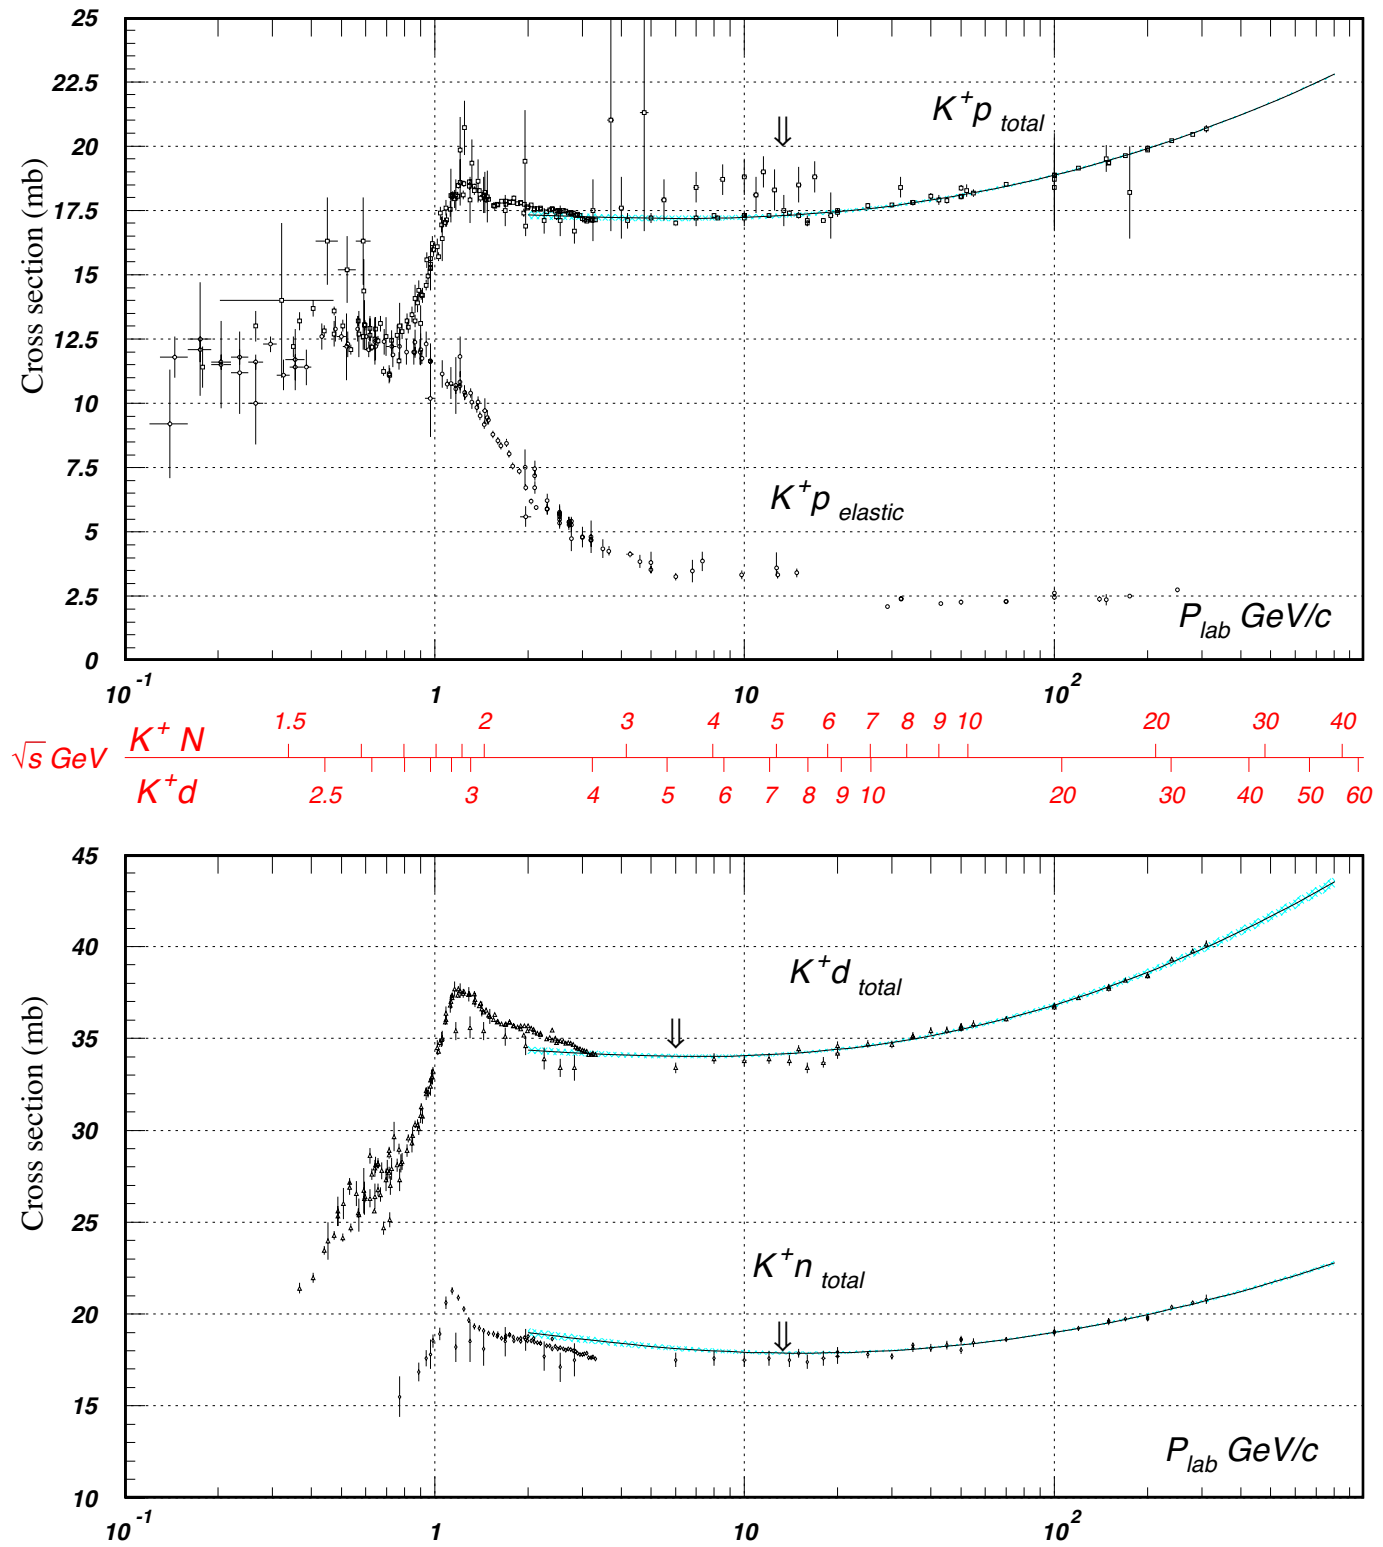 25
22.5
20
17.5
15
12.5
10
7.5
5
2.5
0
Cross section (mb)
K⁺p total
⇓
K⁺p elastic
P_lab GeV/c
10⁻¹ 1 10 10²
√s GeV
K⁺ N 1.5 2 3 4 5 6 7 8 9 10 20 30 40
K⁺d 2.5 3 4 5 6 7 8 9 10 20 30 40 50 60
45
40
35
30
25
20
15
10
Cross section (mb)
K⁺d total
⇓
K⁺n total
⇓
P_lab GeV/c
10⁻¹ 1 10 10²